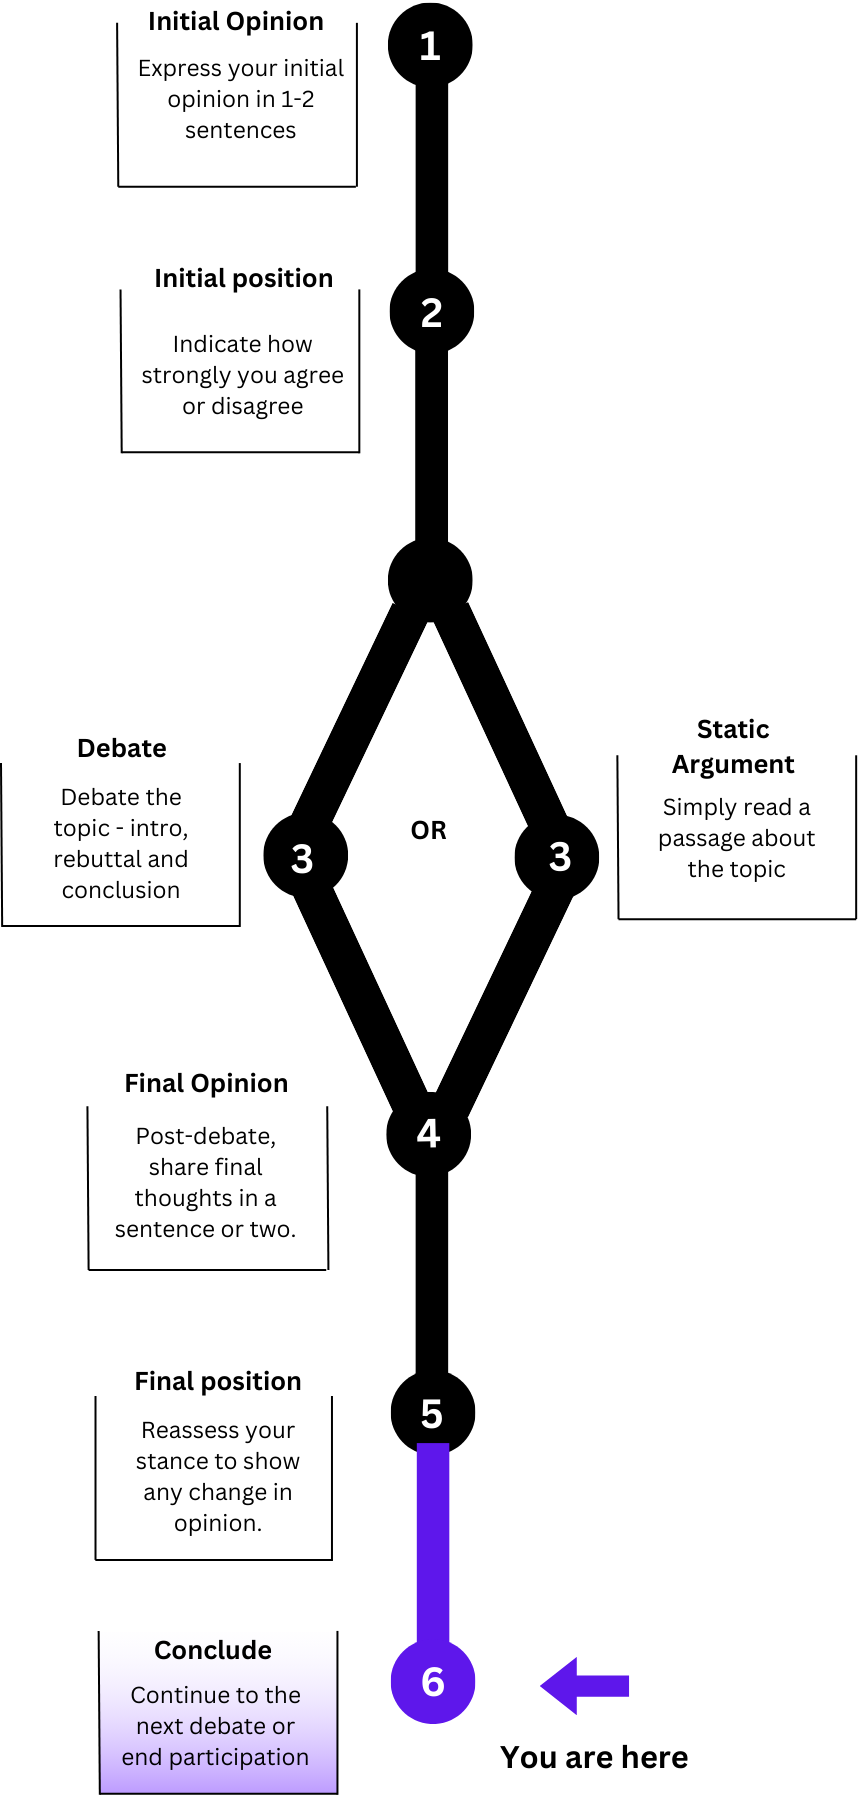 Initial Opinion
1
Express your initial
opinion in 1-2
sentences
Initial position
2
Indicate how
strongly you agree
or disagree
Debate
Debate the
topic - intro,
rebuttal and
conclusion
3
OR
3
Static
Argument
Simply read a
passage about
the topic
Final Opinion
4
Post-debate,
share final
thoughts in a
sentence or two.
Final position
5
Reassess your
stance to show
any change in
opinion.
Conclude
6
Continue to the
next debate or
end participation
You are here